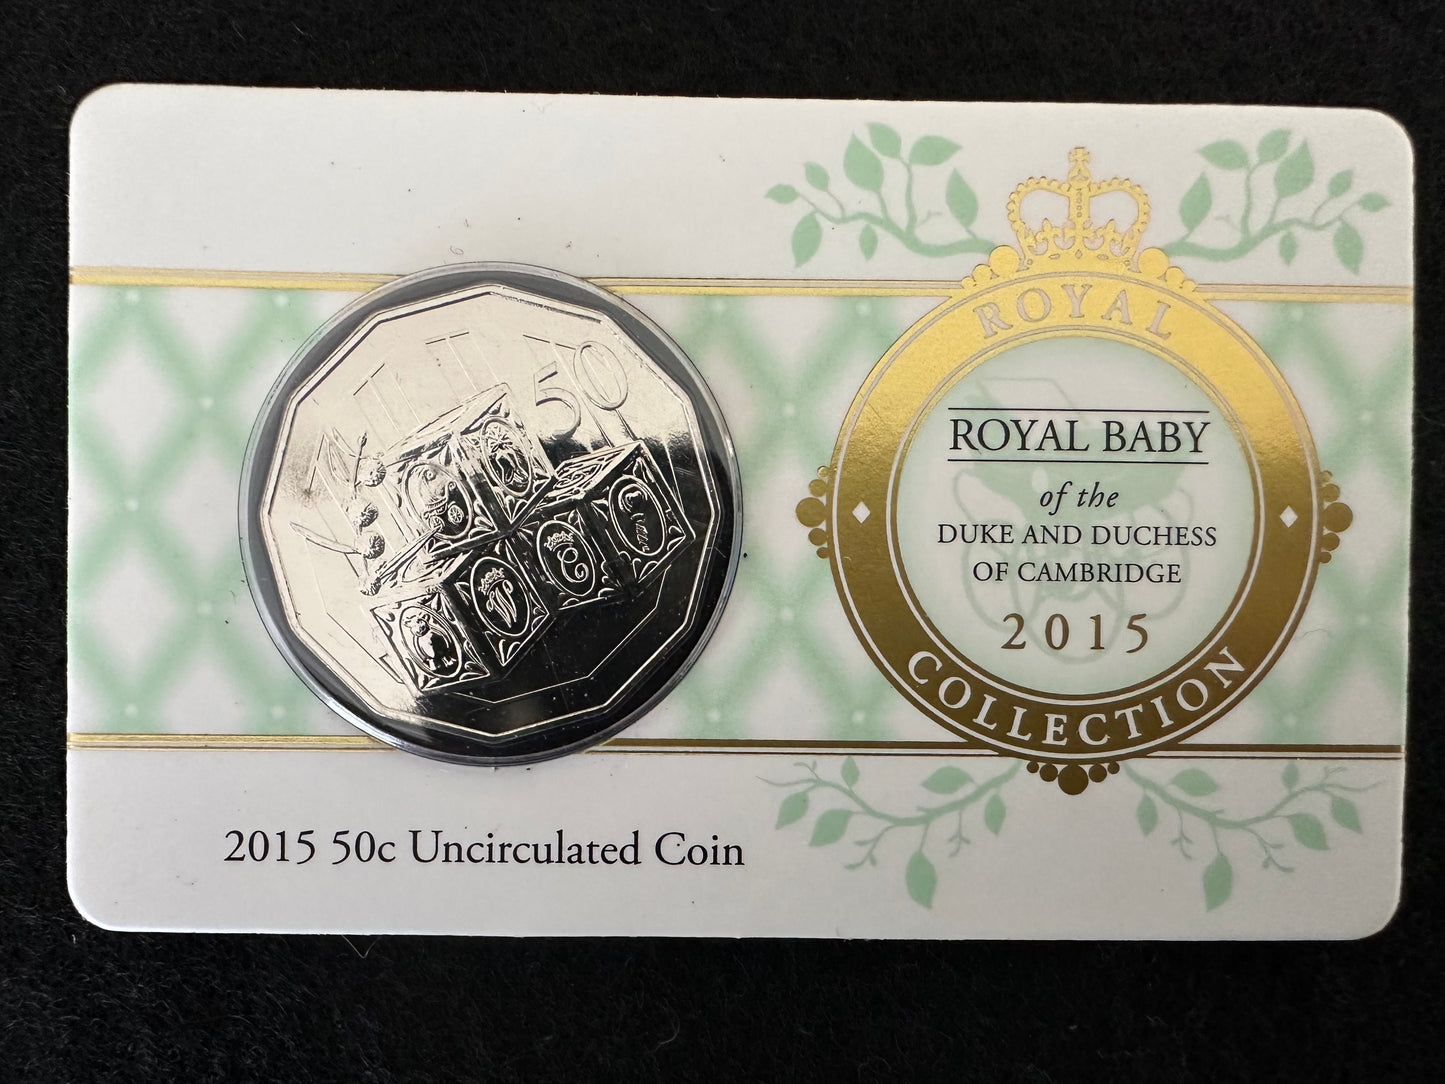 ROYAL
ROYAL BABY
of the
DUKE AND DUCHESS
OF CAMBRIDGE
2015
COLLECTION
50
W
C
2015 50c Uncirculated Coin